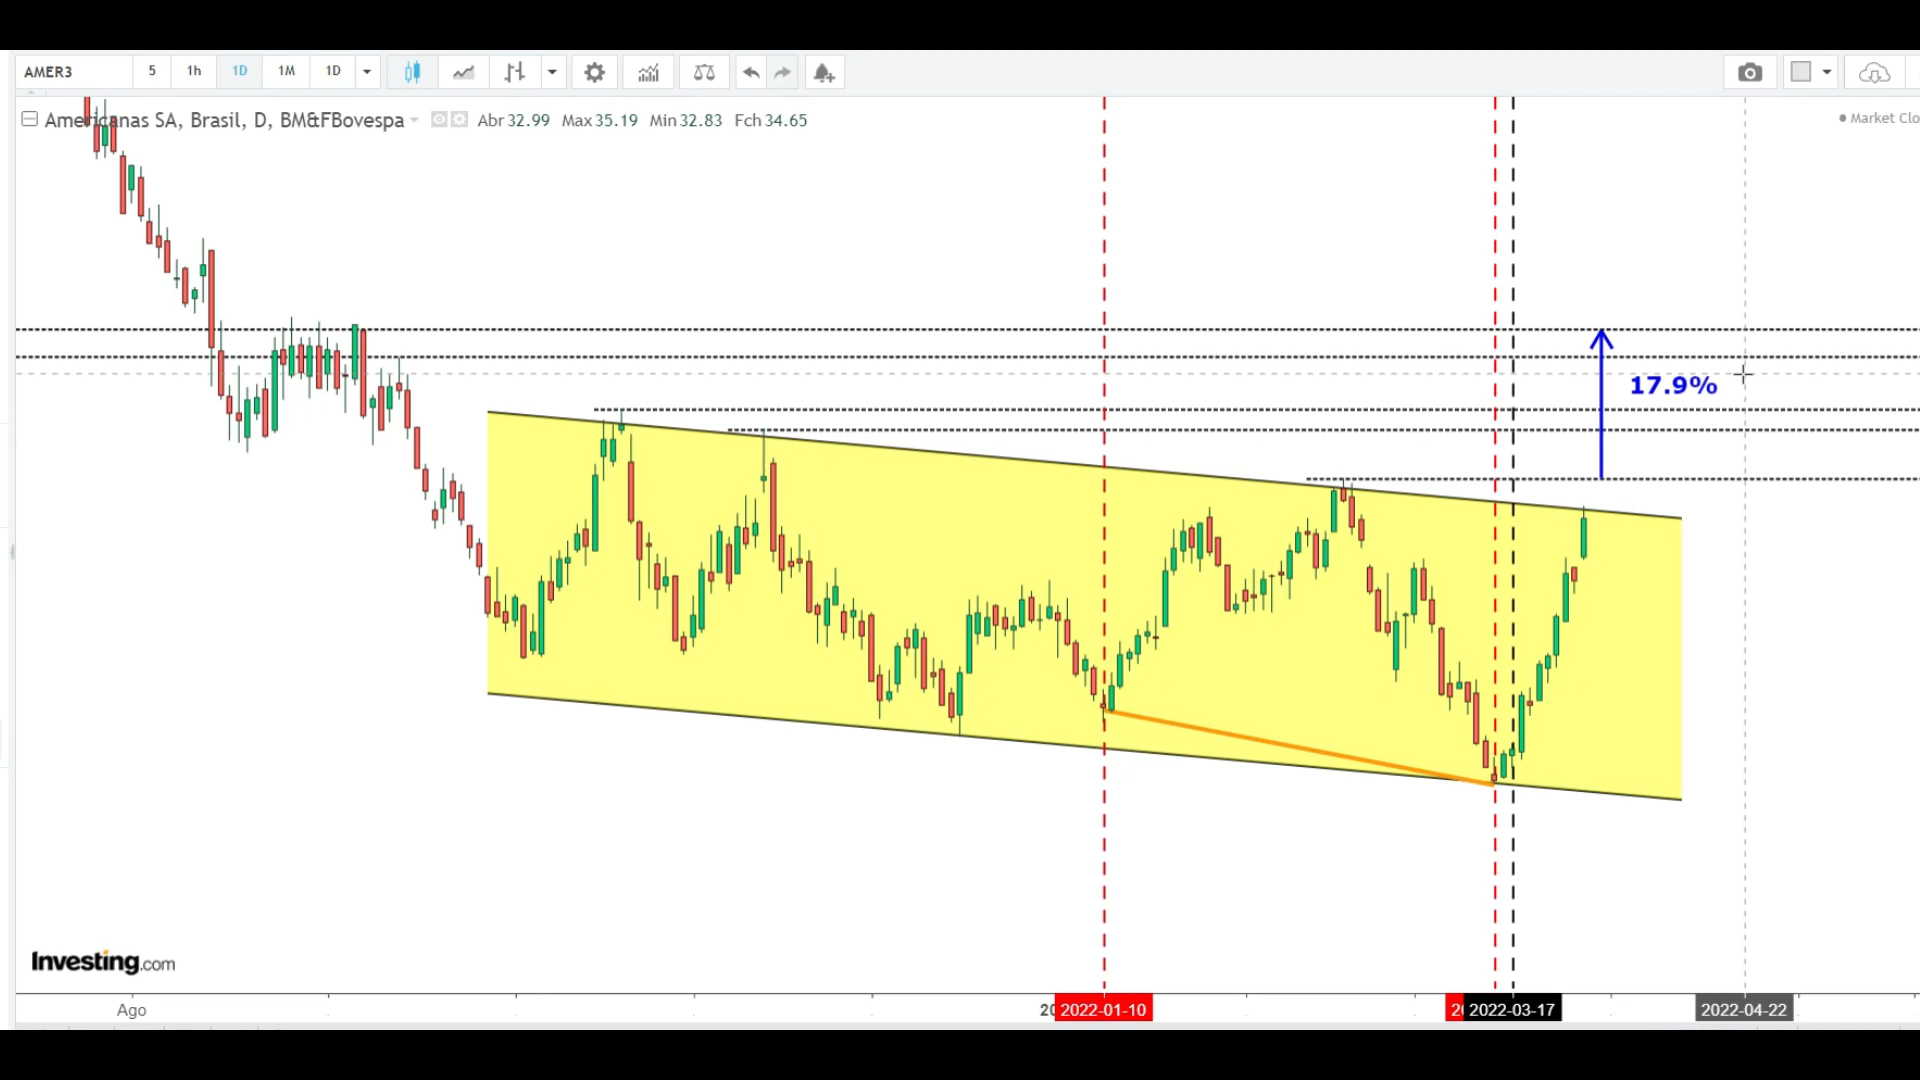 AMER3 5 1h 1D 1M 1D
Americanas SA, Brasil, D, BM&FBovespa Abr 32.99 Max 35.19 Min 32.83 Fch 34.65
Market Clo
17.9%
Investing.com
Ago 20 2022-01-10 20 2022-03-17 2022-04-22